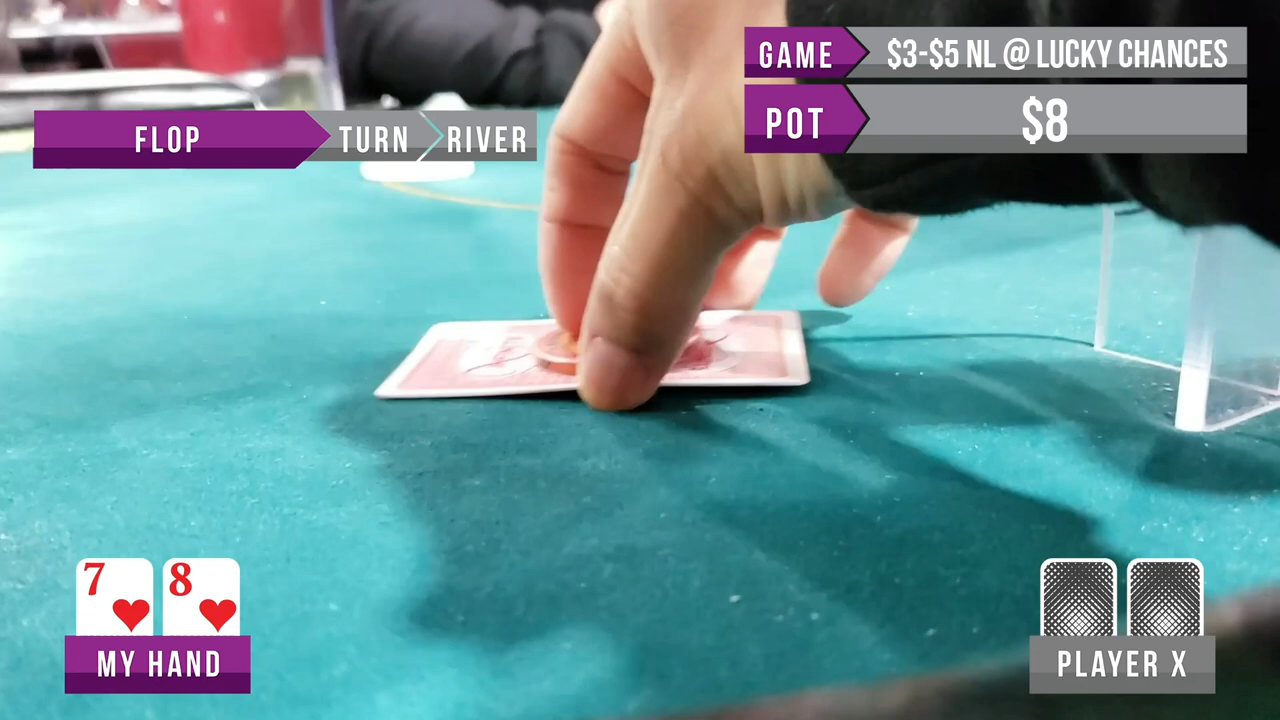 GAME
$3-$5 NL @ LUCKY CHANCES
POT
$8
FLOP
TURN
RIVER
7
8
MY HAND
PLAYER X